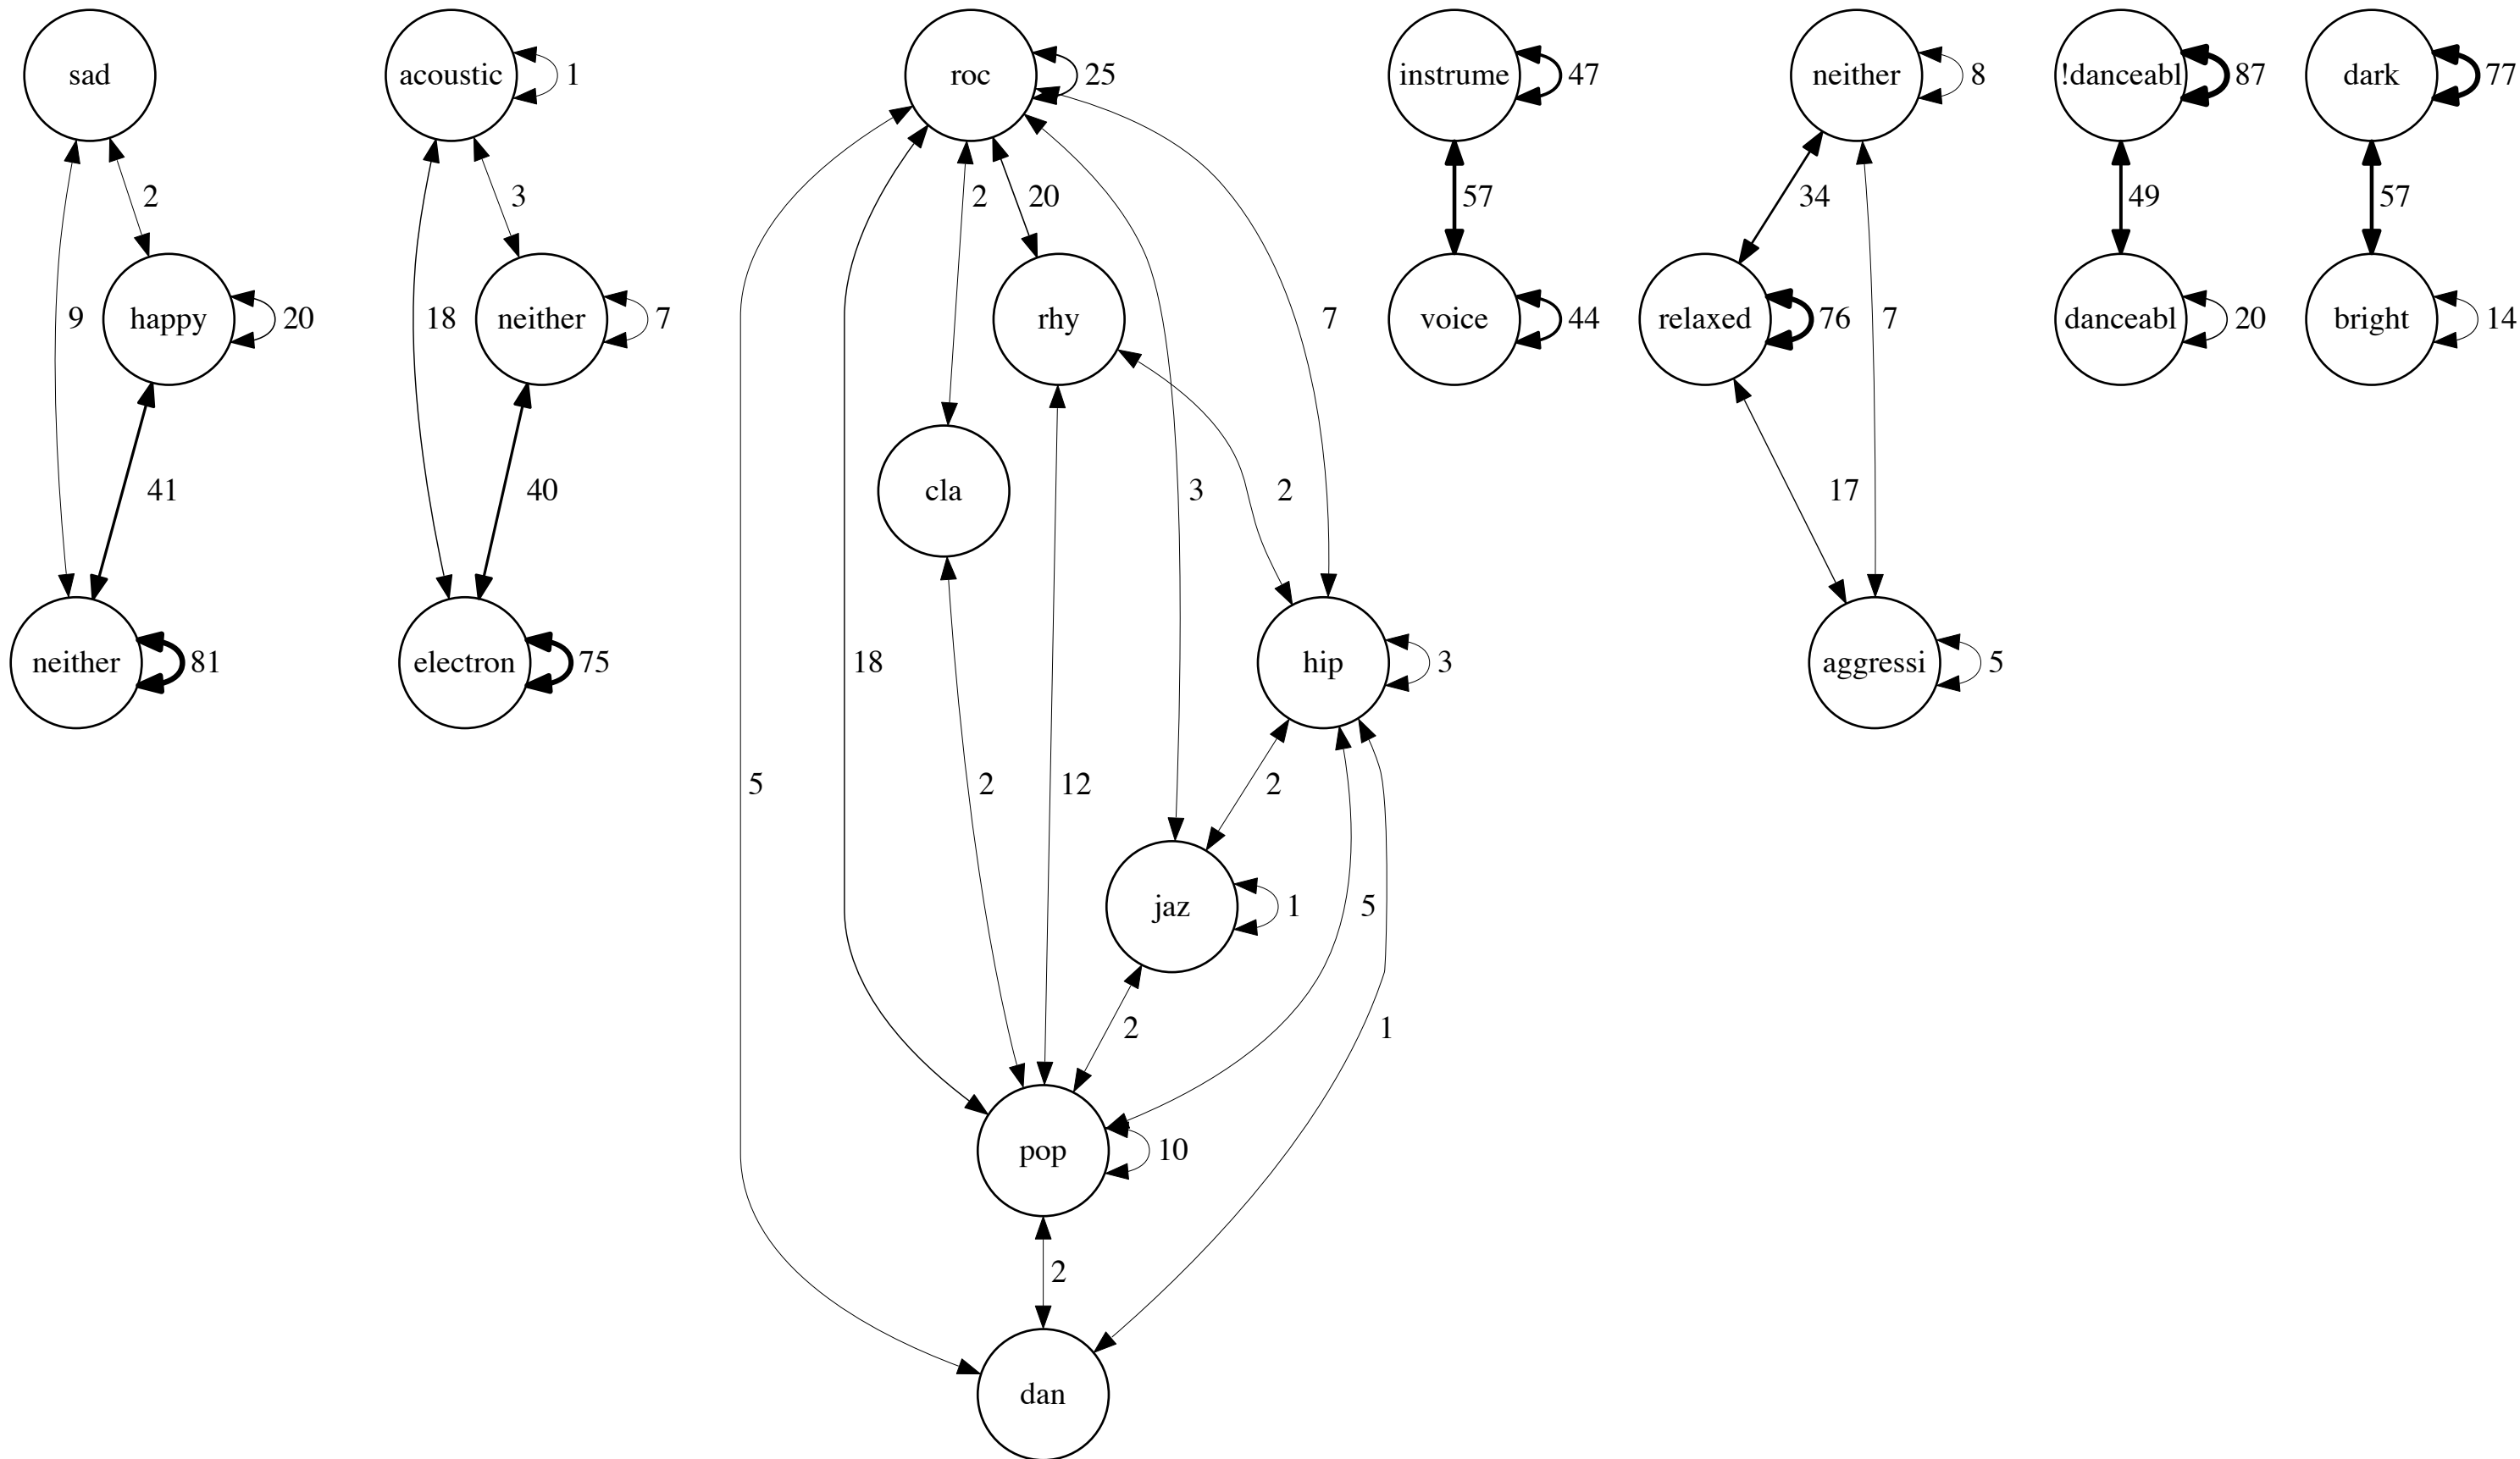 sad
acoustic 1
roc 25
instrume 47
neither 8
!danceabl 87
dark 77
2
3
2
20
57
34
49
57
9
happy 20
18
neither 7
rhy
7
voice 44
relaxed 76
7
danceabl 20
bright 14
41
40
cla
3
2
17
neither 81
electron 75
18
hip 3
aggressi 5
5
2
12
2
jaz 1
5
2
1
pop 10
2
dan